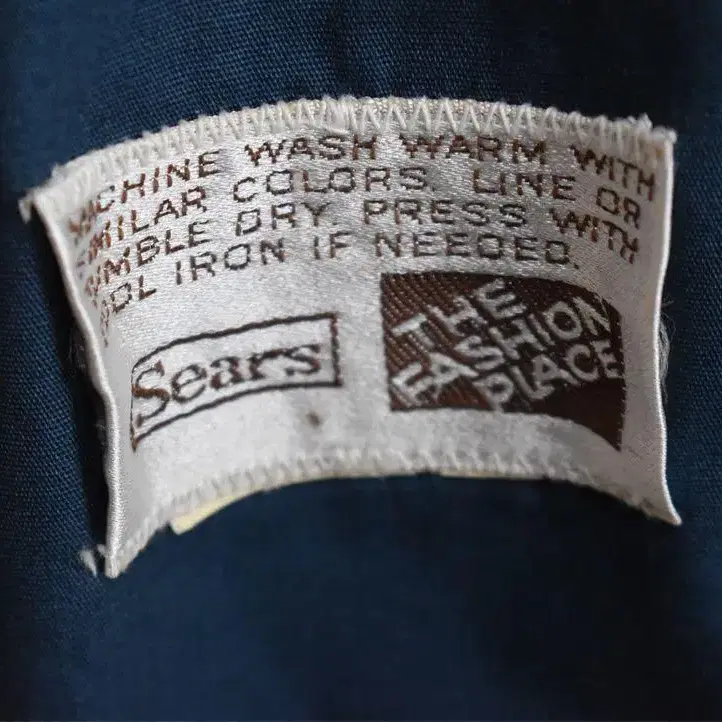 MACHINE WASH WARM WITH
SIMILAR COLORS. LINE OR
TUMBLE DRY. PRESS WITH
COOL IRON IF NEEDED.
Sears
THE
FASHION
PLACE